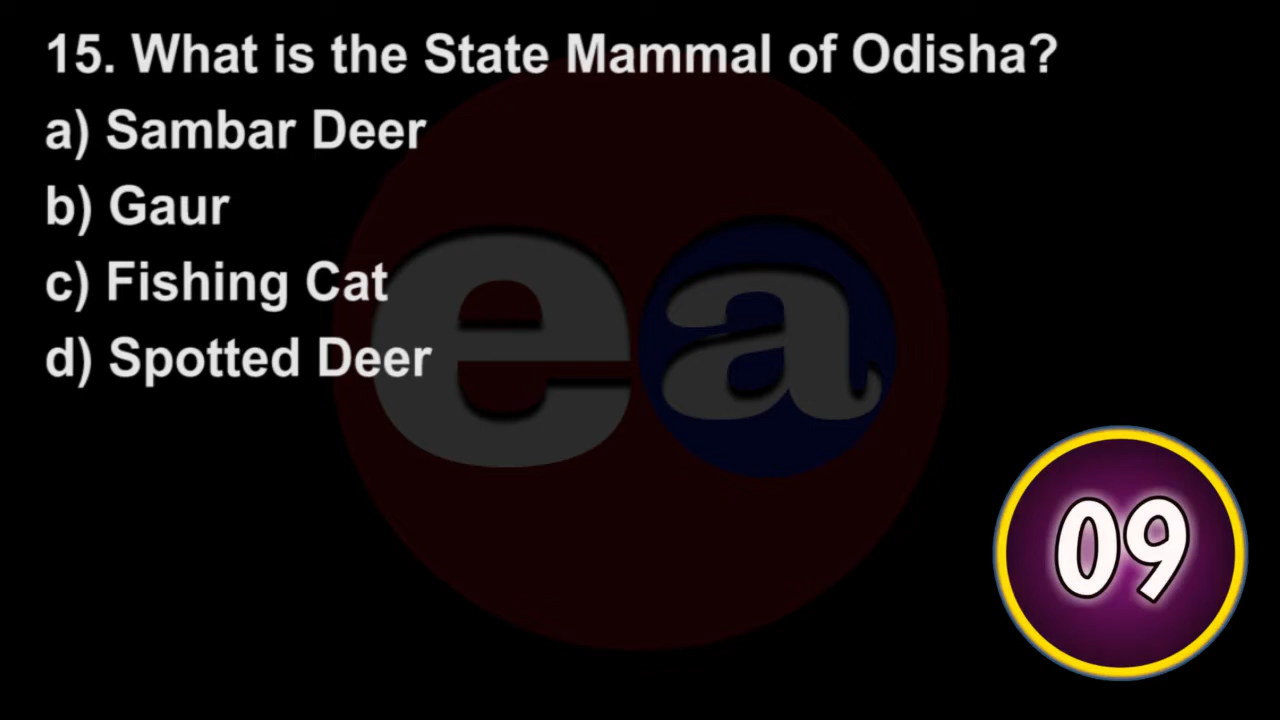 15. What is the State Mammal of Odisha?
a) Sambar Deer
b) Gaur
c) Fishing Cat
d) Spotted Deer
ea
09